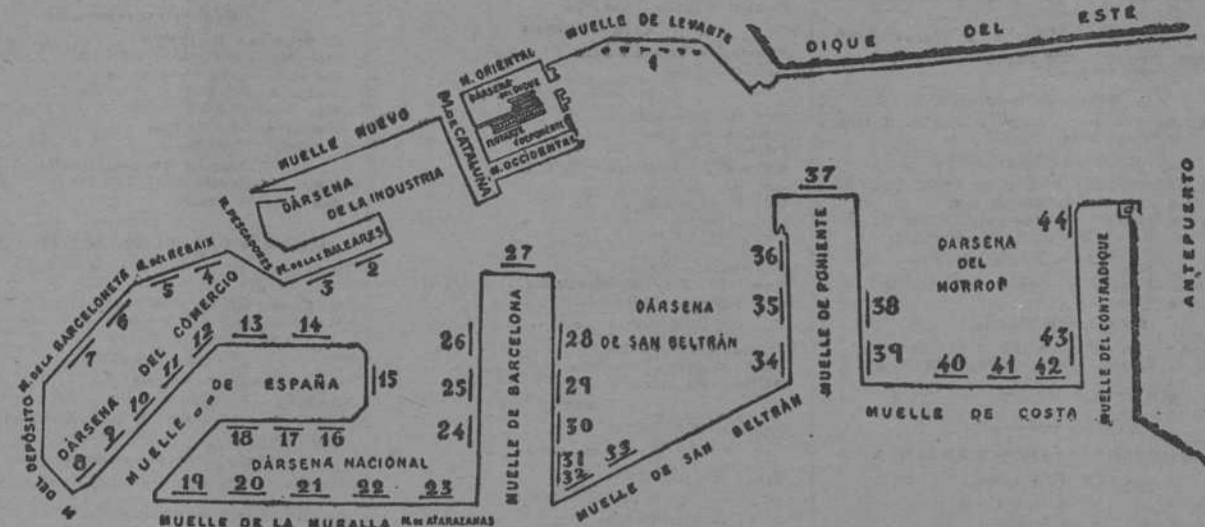 MUELLE DE LEVANTE
DIQUE DEL ESTE
1
M. ORIENTAL
DÁRSENA
DEL DIQUE
FLOTANTE
Y DEPONENTE
M. OCCIDENTAL
M. DE CATALUÑA
MUELLE NUEVO
DÁRSENA
DE LA INDUSTRIA
M. PESCADORES
M. DE LAS BALEARES
2
3
M. DEL REBAIX
4
5
M. DE LA BARCELONETA
6
7
M. DEL DEPÓSITO
DÁRSENA DEL COMERCIO
8
9
10
11
12
13
14
15
MUELLE DE ESPAÑA
16
17
18
DÁRSENA NACIONAL
19
20
21
22
23
MUELLE DE LA MURALLA
M. DE ATARAZANAS
24
25
26
27
MUELLE DE BARCELONA
28
29
30
31
32
33
DÁRSENA
DE SAN BELTRÁN
MUELLE DE SAN BELTRÁN
34
35
36
37
MUELLE DE PONIENTE
38
39
DARSENA
DEL
MORROP
40
41
42
43
44
MUELLE DE COSTA
MUELLE DEL CONTRADIQUE
ANTEPUERTO